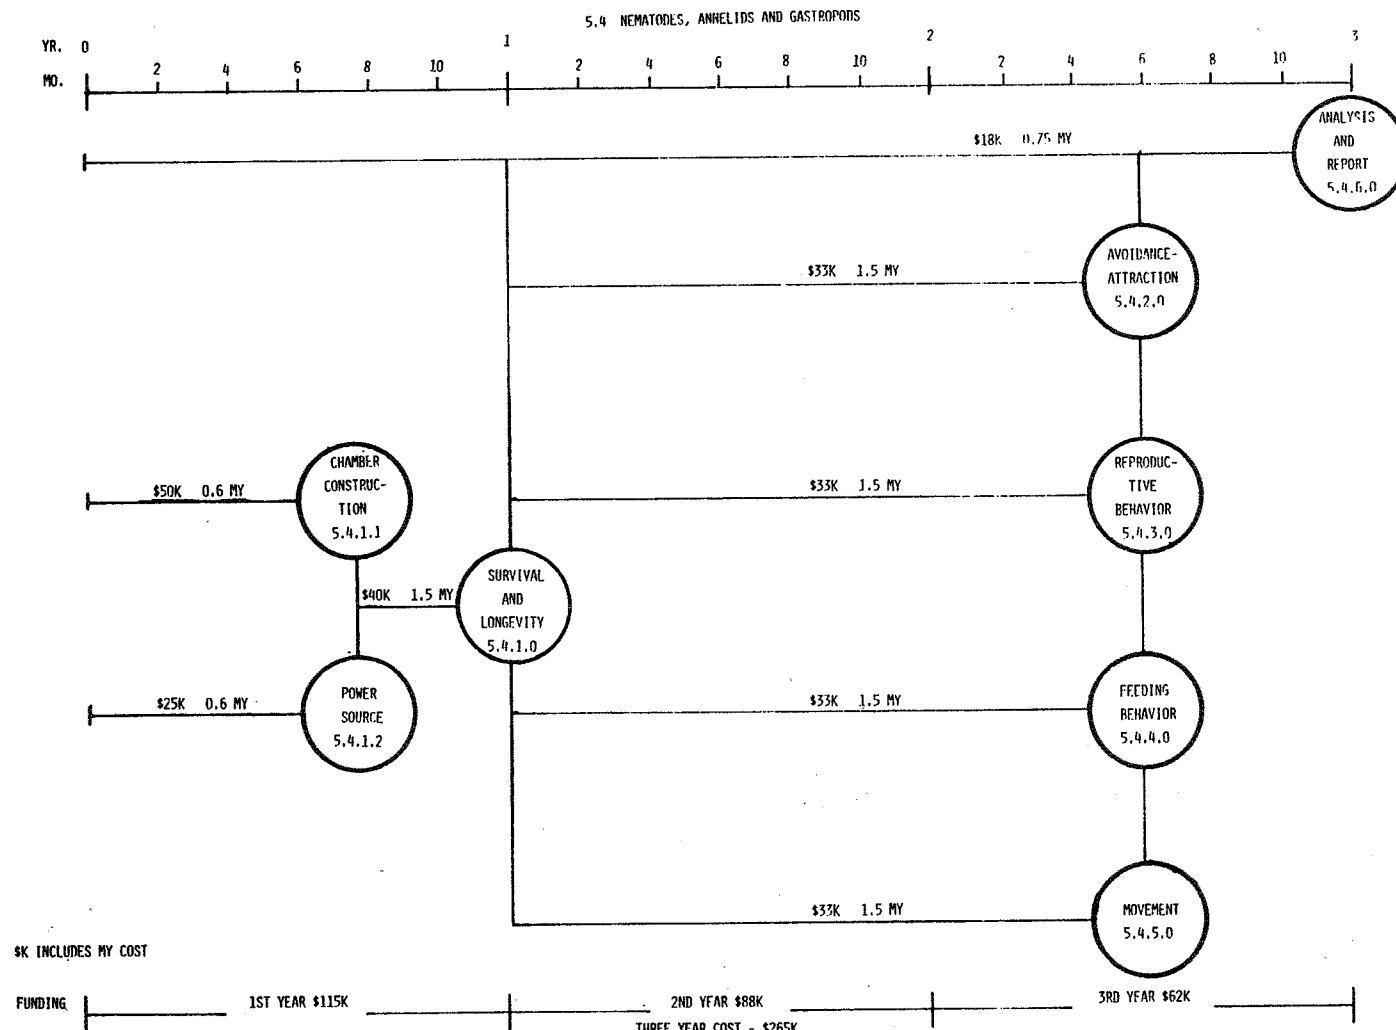 5.4 NEMATODES, ANNELIDS AND GASTROPODS
YR. 0 1 2 3
MO. 2 4 6 8 10 2 4 6 8 10 2 4 6 8 10
$18K 0.75 MY
ANALYSIS
AND
REPORT
5.4.6.0
$33K 1.5 MY
AVOIDANCE-
ATTRACTION
5.4.2.0
$50K 0.6 MY
CHAMBER
CONSTRUC-
TION
5.4.1.1
$33K 1.5 MY
REPRODUC-
TIVE
BEHAVIOR
5.4.3.0
$40K 1.5 MY
SURVIVAL
AND
LONGEVITY
5.4.1.0
$25K 0.6 MY
POWER
SOURCE
5.4.1.2
$33K 1.5 MY
FEEDING
BEHAVIOR
5.4.4.0
$33K 1.5 MY
MOVEMENT
5.4.5.0
$K INCLUDES MY COST
FUNDING 1ST YEAR $115K 2ND YEAR $88K 3RD YEAR $62K
THREE YEAR COST - $265K